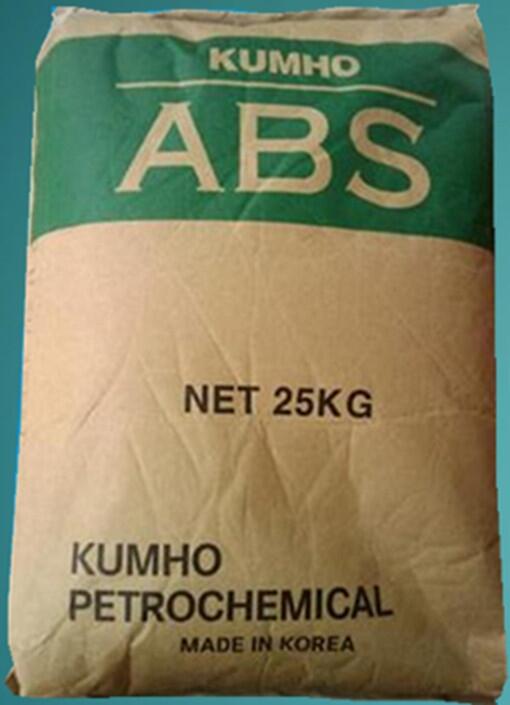 KUMHO
ABS
NET 25KG
KUMHO
PETROCHEMICAL
MADE IN KOREA